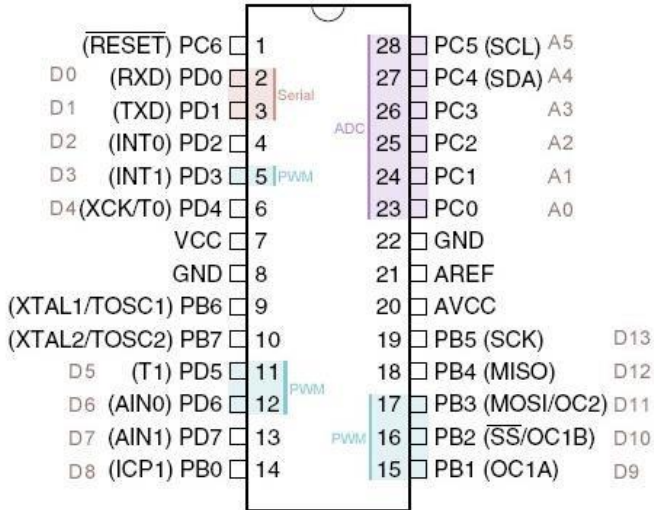 (RESET) PC6 1 28 PC5 (SCL) A5
D0 (RXD) PD0 2 27 PC4 (SDA) A4
Serial
D1 (TXD) PD1 3 26 PC3 A3
ADC
D2 (INT0) PD2 4 25 PC2 A2
D3 (INT1) PD3 5 PWM 24 PC1 A1
D4 (XCK/T0) PD4 6 23 PC0 A0
VCC 7 22 GND
GND 8 21 AREF
(XTAL1/TOSC1) PB6 9 20 AVCC
(XTAL2/TOSC2) PB7 10 19 PB5 (SCK) D13
D5 (T1) PD5 11 18 PB4 (MISO) D12
PWM
D6 (AIN0) PD6 12 17 PB3 (MOSI/OC2) D11
D7 (AIN1) PD7 13 PWM 16 PB2 (SS/OC1B) D10
D8 (ICP1) PB0 14 15 PB1 (OC1A) D9